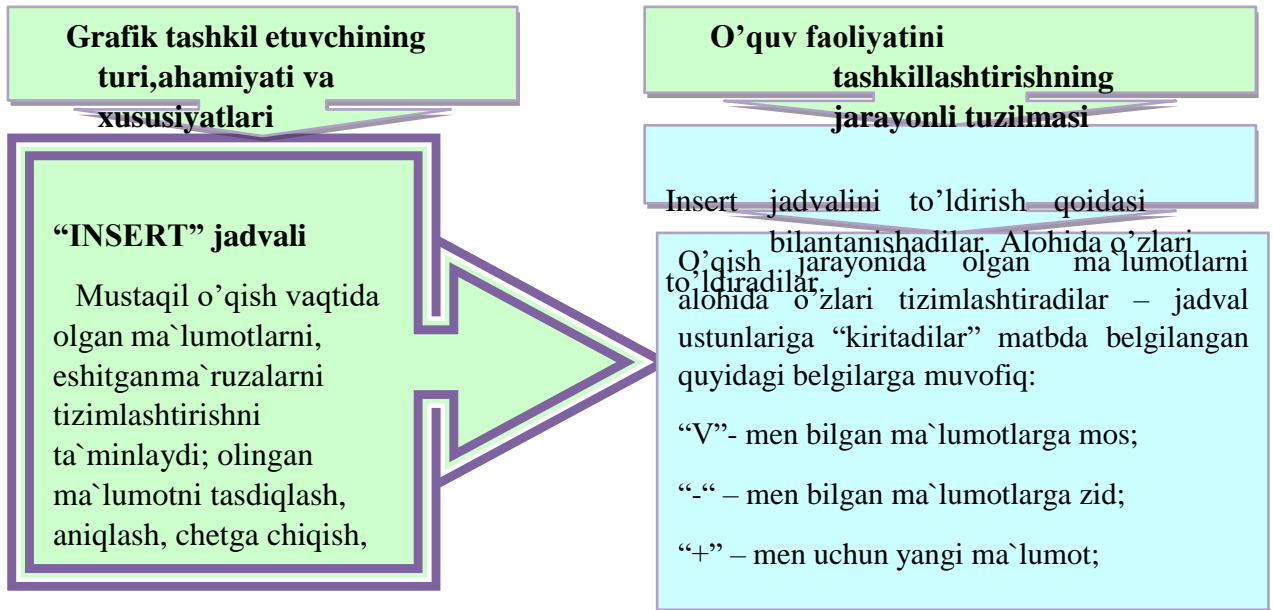 Grafik tashkil etuvchining
turi,ahamiyati va
xususiyatlari
“INSERT” jadvali
Mustaqil o’qish vaqtida
olgan ma`lumotlarni,
eshitganma`ruzalarni
tizimlashtirishni
ta`minlaydi; olingan
ma`lumotni tasdiqlash,
aniqlash, chetga chiqish,
O’quv faoliyatini
tashkillashtirishning
jarayonli tuzilmasi
Insert jadvalini to’ldirish qoidasi
bilantanishadilar. Alohida o’zlari
to’ldiradilar.
O’qish jarayonida olgan ma`lumotlarni
alohida o’zlari tizimlashtiradilar – jadval
ustunlariga “kiritadilar” matbda belgilangan
quyidagi belgilarga muvofiq:
“V”- men bilgan ma`lumotlarga mos;
“-“ – men bilgan ma`lumotlarga zid;
“+” – men uchun yangi ma`lumot;